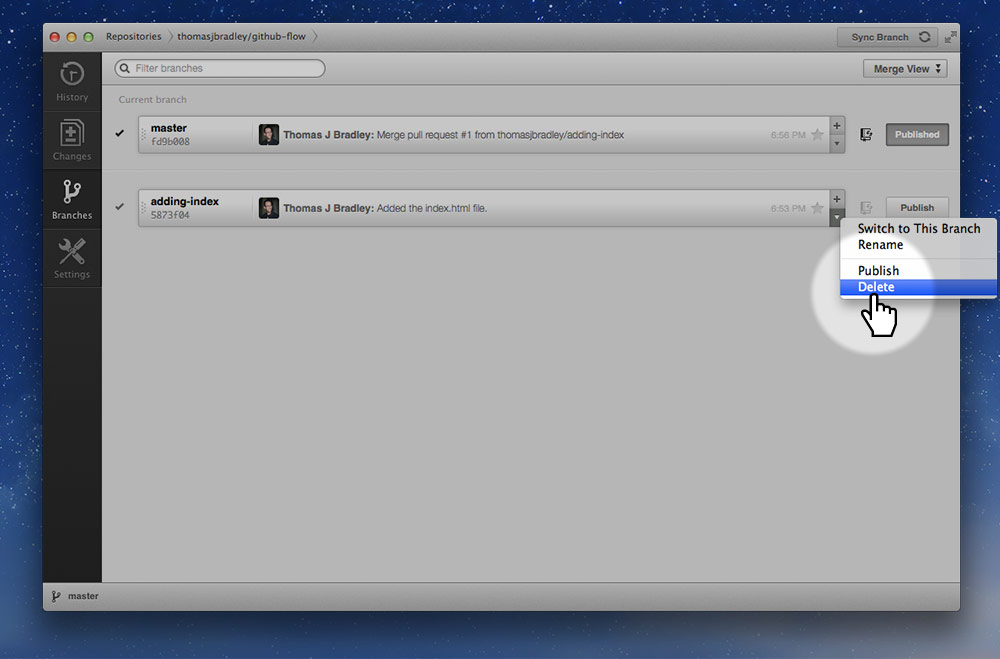 Repositories thomasjbradley/github-flow Sync Branch
Filter branches Merge View
History
Current branch
master Thomas J Bradley: Merge pull request #1 from thomasjbradley/adding-index 6:56 PM + Published
fd9b008
Changes
adding-index Thomas J Bradley: Added the index.html file. 6:53 PM + Publish
5873f04
Branches
Switch to This Branch
Rename
Publish
Delete
Settings
master